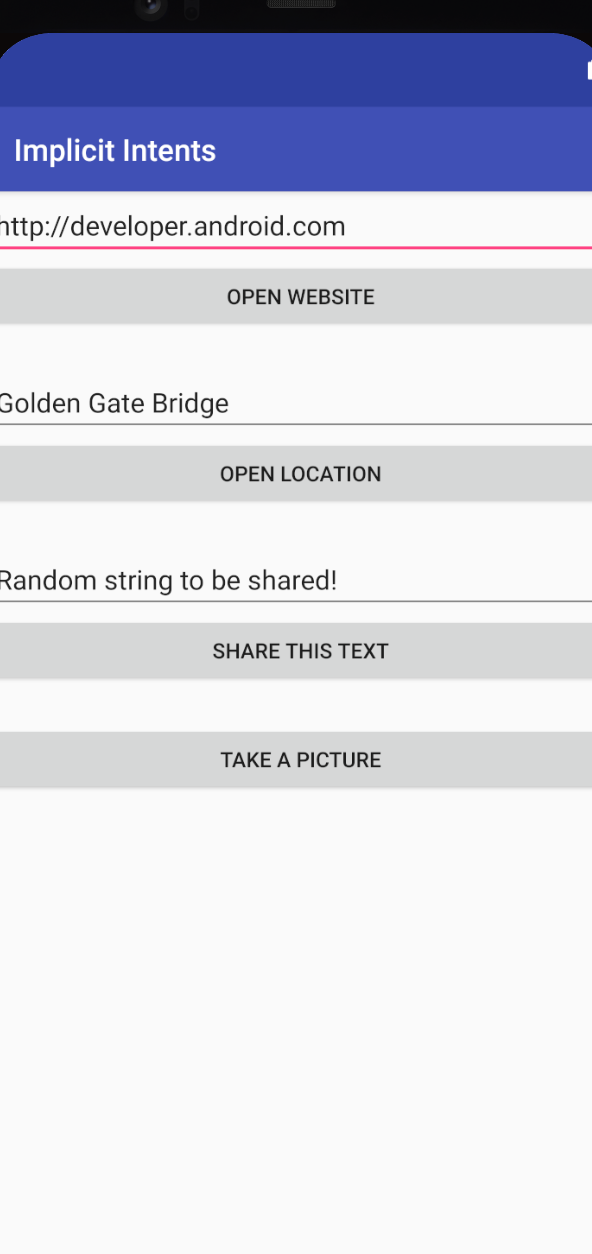 Implicit Intents
http://developer.android.com
OPEN WEBSITE
Golden Gate Bridge
OPEN LOCATION
Random string to be shared!
SHARE THIS TEXT
TAKE A PICTURE